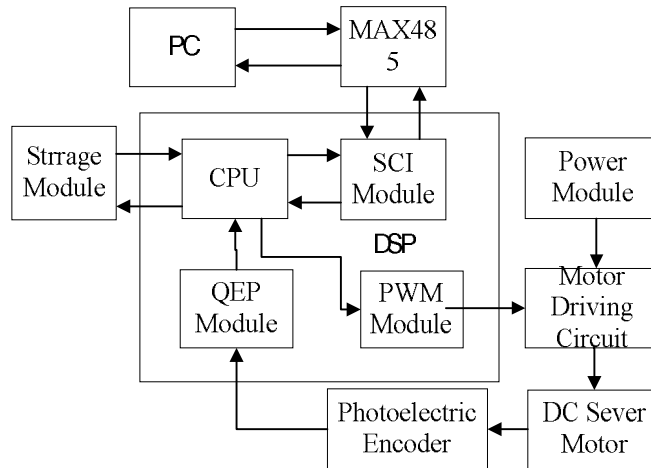 PC
MAX48
5
Strrage
Module
CPU
SCI
Module
Power
Module
DSP
QEP
Module
PWM
Module
Motor
Driving
Circuit
Photoelectric
Encoder
DC Sever
Motor